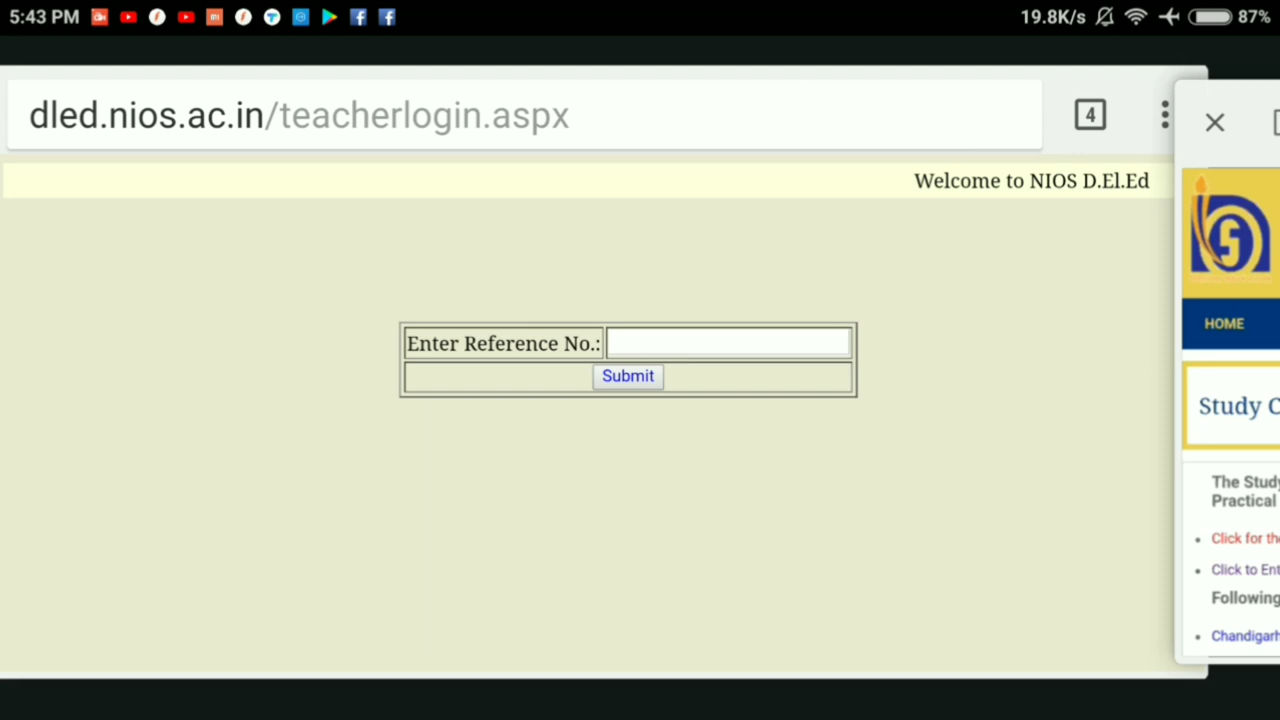 5:43 PM
19.8K/s
87%
dled.nios.ac.in/teacherlogin.aspx
4
Welcome to NIOS D.El.Ed
Enter Reference No.:
Submit
HOME
Study C
The Study
Practical
Click for th
Click to Ent
Following
Chandigarh